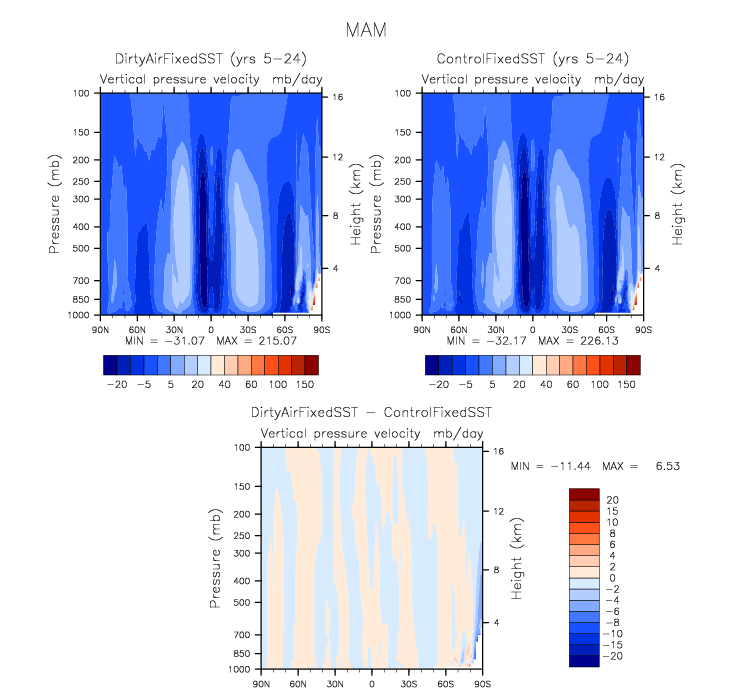 MAM
DirtyAirFixedSST (yrs 5-24)
Vertical pressure velocity mb/day
100
150
200
250
300
400
500
700
850
1000
Pressure (mb)
16
12
8
4
Height (km)
90N 60N 30N 0 30S 60S 90S
MIN = -31.07 MAX = 215.07
-20 -5 5 20 40 60 100 150
ControlFixedSST (yrs 5-24)
Vertical pressure velocity mb/day
100
150
200
250
300
400
500
700
850
1000
Pressure (mb)
16
12
8
4
Height (km)
90N 60N 30N 0 30S 60S 90S
MIN = -32.17 MAX = 226.13
-20 -5 5 20 40 60 100 150
DirtyAirFixedSST - ControlFixedSST
Vertical pressure velocity mb/day
100
150
200
250
300
400
500
700
850
1000
Pressure (mb)
16
12
8
4
Height (km)
90N 60N 30N 0 30S 60S 90S
MIN = -11.44 MAX = 6.53
20
15
10
8
6
4
2
0
-2
-4
-6
-8
-10
-15
-20